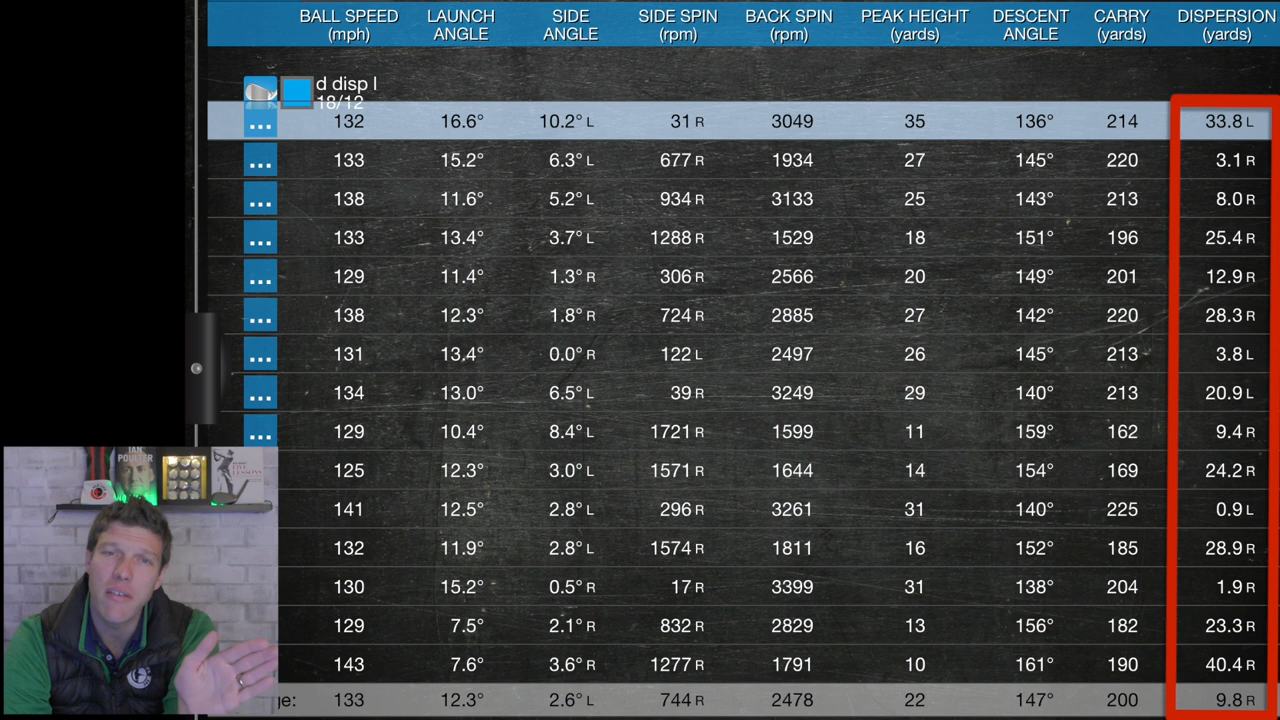 BALL SPEED (mph) LAUNCH ANGLE SIDE ANGLE SIDE SPIN (rpm) BACK SPIN (rpm) PEAK HEIGHT (yards) DESCENT ANGLE CARRY (yards) DISPERSION (yards)
d disp l
18/12
... 132 16.6° 10.2° L 31 R 3049 35 136° 214 33.8 L
... 133 15.2° 6.3° L 677 R 1934 27 145° 220 3.1 R
... 138 11.6° 5.2° L 934 R 3133 25 143° 213 8.0 R
... 133 13.4° 3.7° L 1288 R 1529 18 151° 196 25.4 R
... 129 11.4° 1.3° R 306 R 2566 20 149° 201 12.9 R
... 138 12.3° 1.8° R 724 R 2885 27 142° 220 28.3 R
... 131 13.4° 0.0° R 122 L 2497 26 145° 213 3.8 L
... 134 13.0° 6.5° L 39 R 3249 29 140° 213 20.9 L
... 129 10.4° 8.4° L 1721 R 1599 11 159° 162 9.4 R
125 12.3° 3.0° L 1571 R 1644 14 154° 169 24.2 R
141 12.5° 2.8° L 296 R 3261 31 140° 225 0.9 L
132 11.9° 2.8° L 1574 R 1811 16 152° 185 28.9 R
130 15.2° 0.5° R 17 R 3399 31 138° 204 1.9 R
129 7.5° 2.1° R 832 R 2829 13 156° 182 23.3 R
143 7.6° 3.6° R 1277 R 1791 10 161° 190 40.4 R
ge: 133 12.3° 2.6° L 744 R 2478 22 147° 200 9.8 R
IAN
POULTER
FIVE
LESSONS